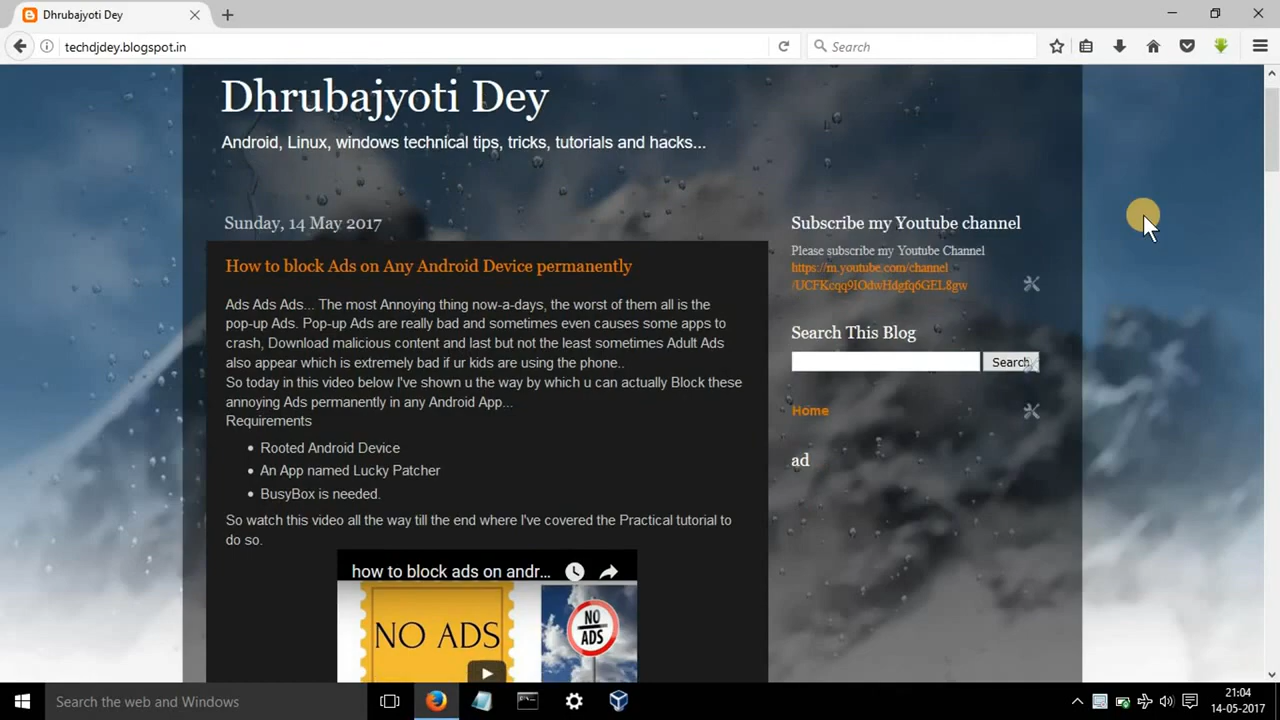 Dhrubajyoti Dey
techdjdey.blogspot.in
Search
Dhrubajyoti Dey
Android, Linux, windows technical tips, tricks, tutorials and hacks...
Sunday, 14 May 2017
How to block Ads on Any Android Device permanently
Ads Ads Ads... The most Annoying thing now-a-days, the worst of them all is the
pop-up Ads. Pop-up Ads are really bad and sometimes even causes some apps to
crash, Download malicious content and last but not the least sometimes Adult Ads
also appear which is extremely bad if ur kids are using the phone..
So today in this video below I've shown u the way by which u can actually Block these
annoying Ads permanently in any Android App...
Requirements
Rooted Android Device
An App named Lucky Patcher
BusyBox is needed.
So watch this video all the way till the end where I've covered the Practical tutorial to
do so.
how to block ads on andr...
NO ADS
NO
ADS
Subscribe my Youtube channel
Please subscribe my Youtube Channel
https://m.youtube.com/channel
/UCFKcqq9IOdwHdgfq6GEL8gw
Search This Blog
Search
Home
ad
Search the web and Windows
21:04
14-05-2017